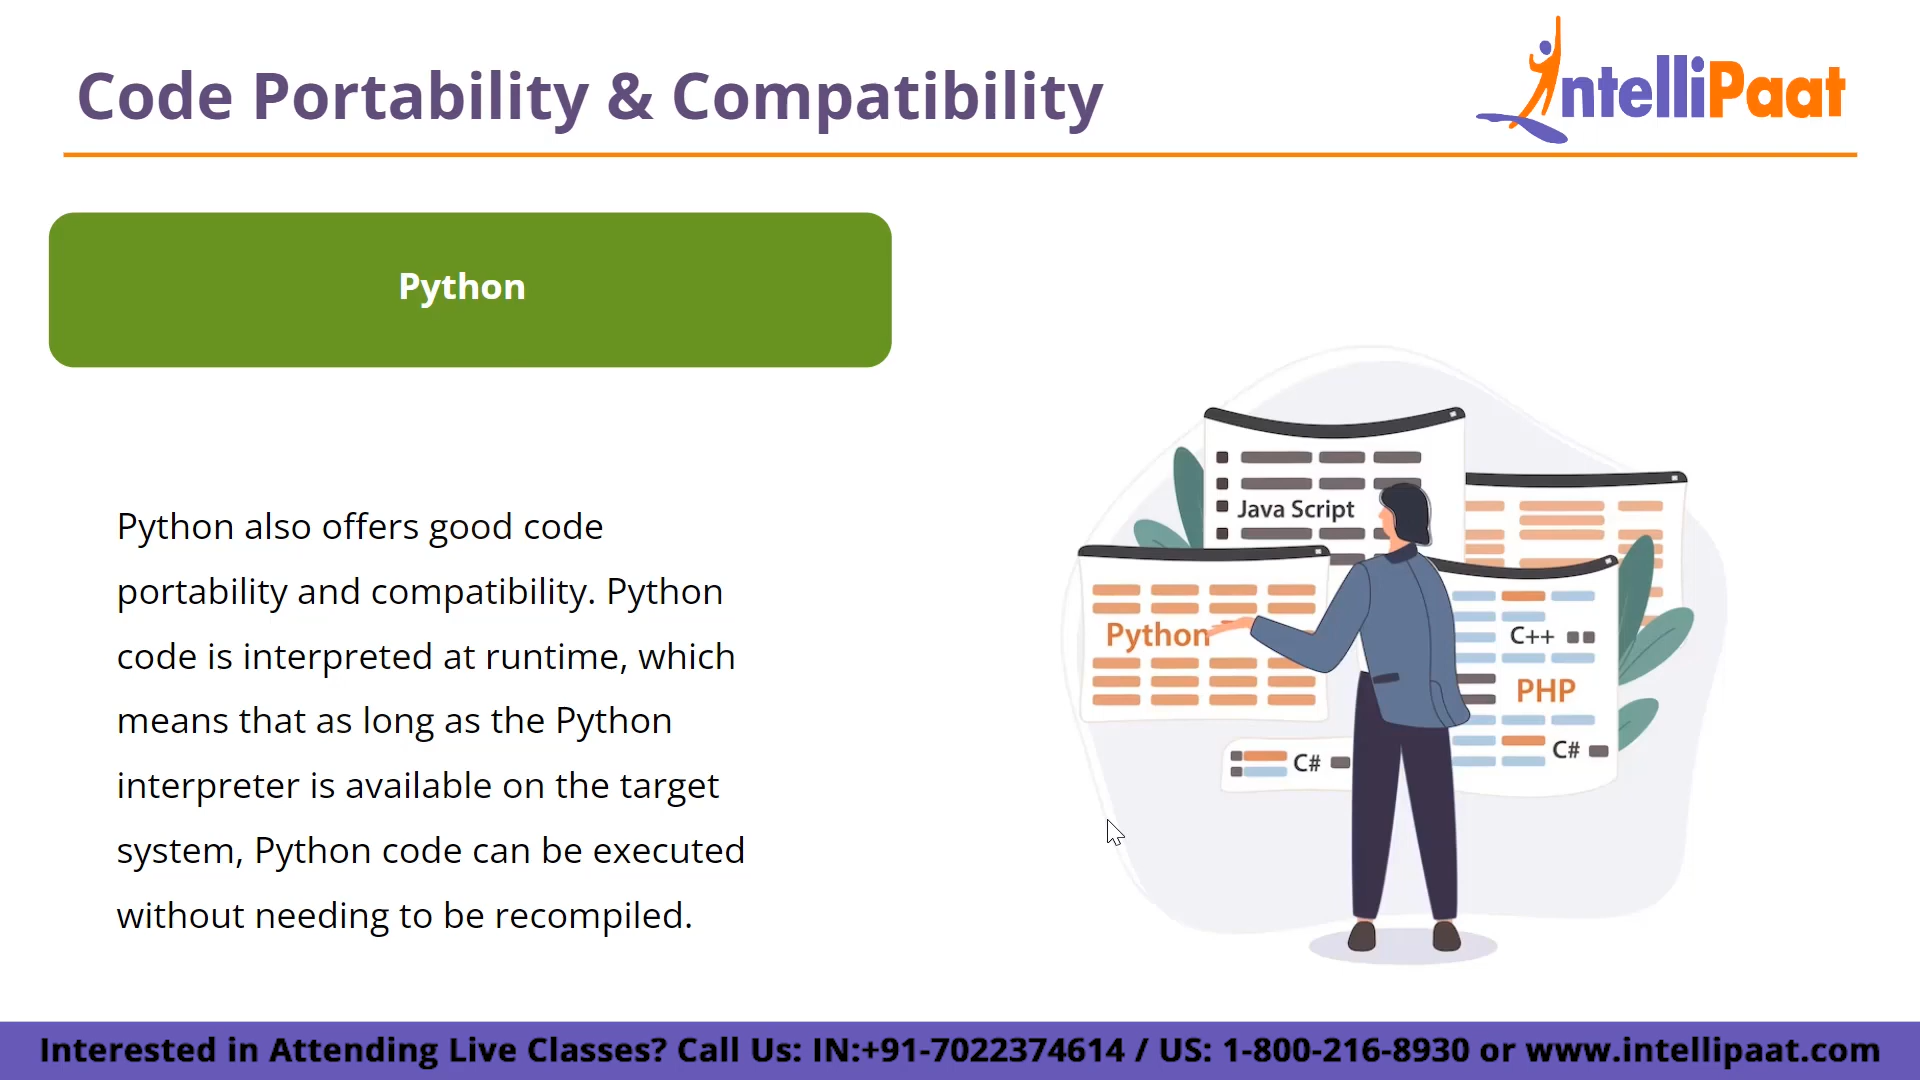 Code Portability & Compatibility
IntelliPaat
Python
Python also offers good code
portability and compatibility. Python
code is interpreted at runtime, which
means that as long as the Python
interpreter is available on the target
system, Python code can be executed
without needing to be recompiled.
Java Script
Python
C++
PHP
C#
C#
Interested in Attending Live Classes? Call Us: IN:+91-7022374614 / US: 1-800-216-8930 or www.intellipaat.com